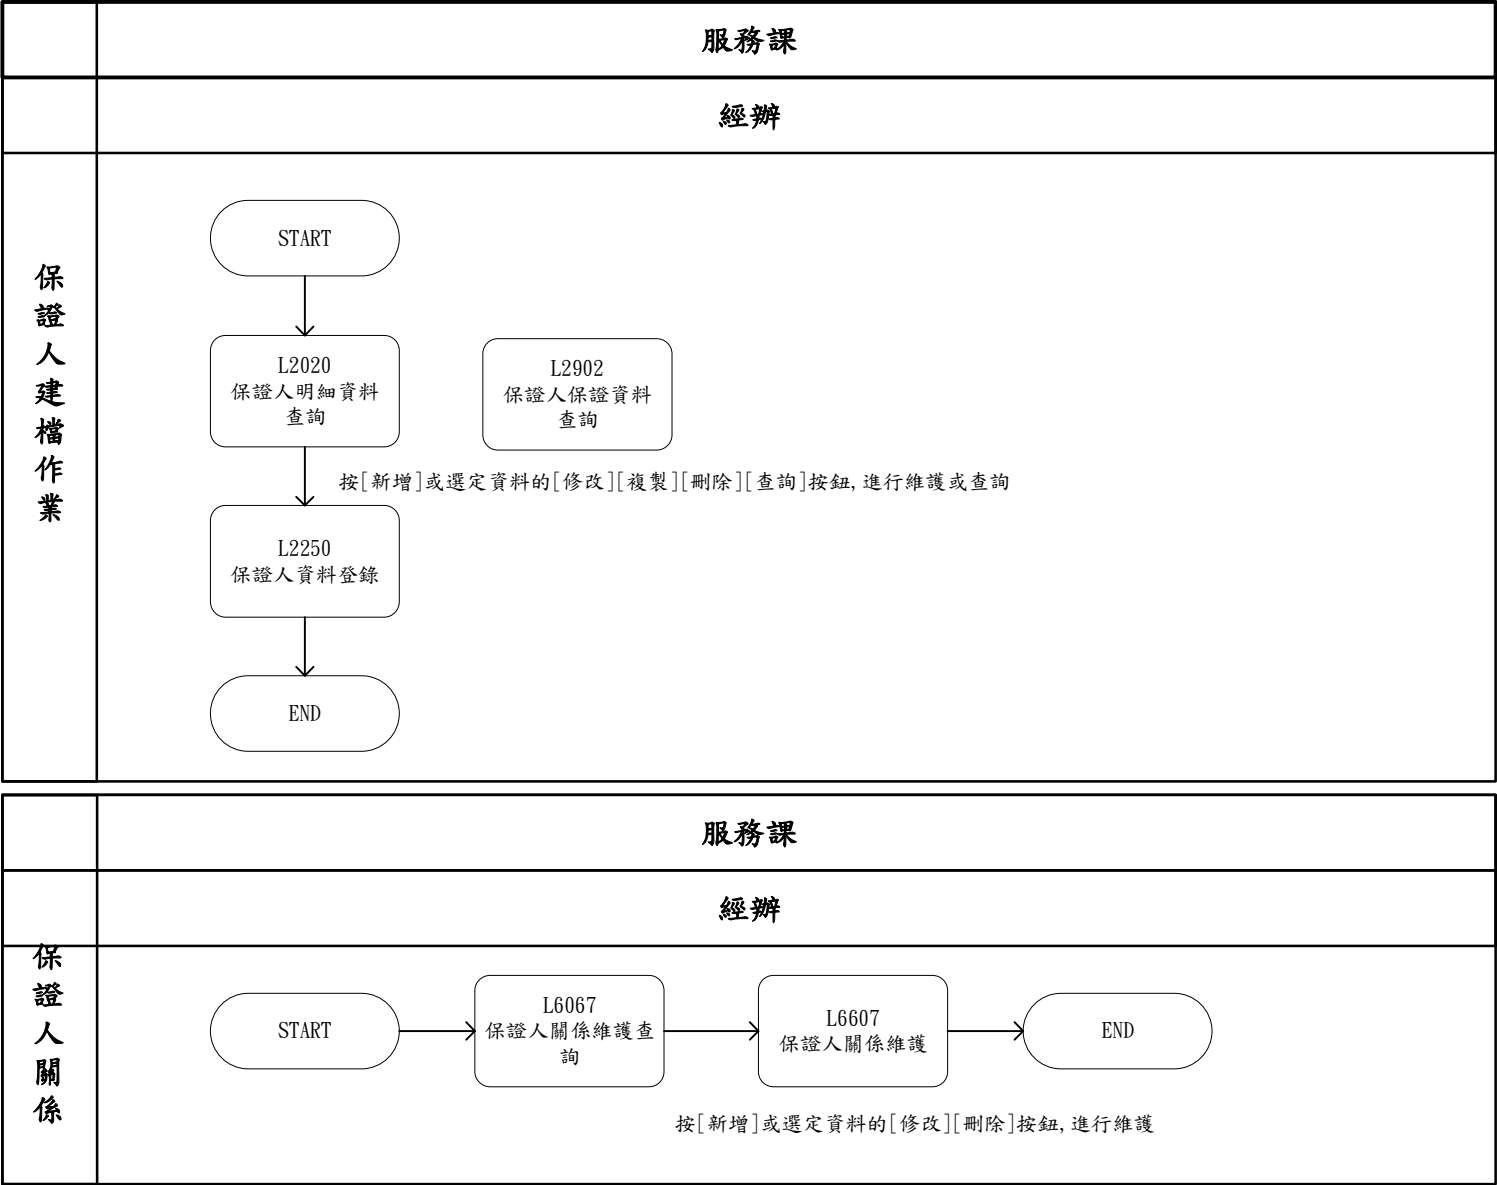 服務課
經辦
保
證
人
建
檔
作
業
START
L2020
保證人明細資料
查詢
L2902
保證人保證資料
查詢
按[新增]或選定資料的[修改][複製][刪除][查詢]按鈕,進行維護或查詢
L2250
保證人資料登錄
END
服務課
經辦
保
證
人
關
係
START
L6067
保證人關係維護查
詢
L6607
保證人關係維護
END
按[新增]或選定資料的[修改][刪除]按鈕,進行維護